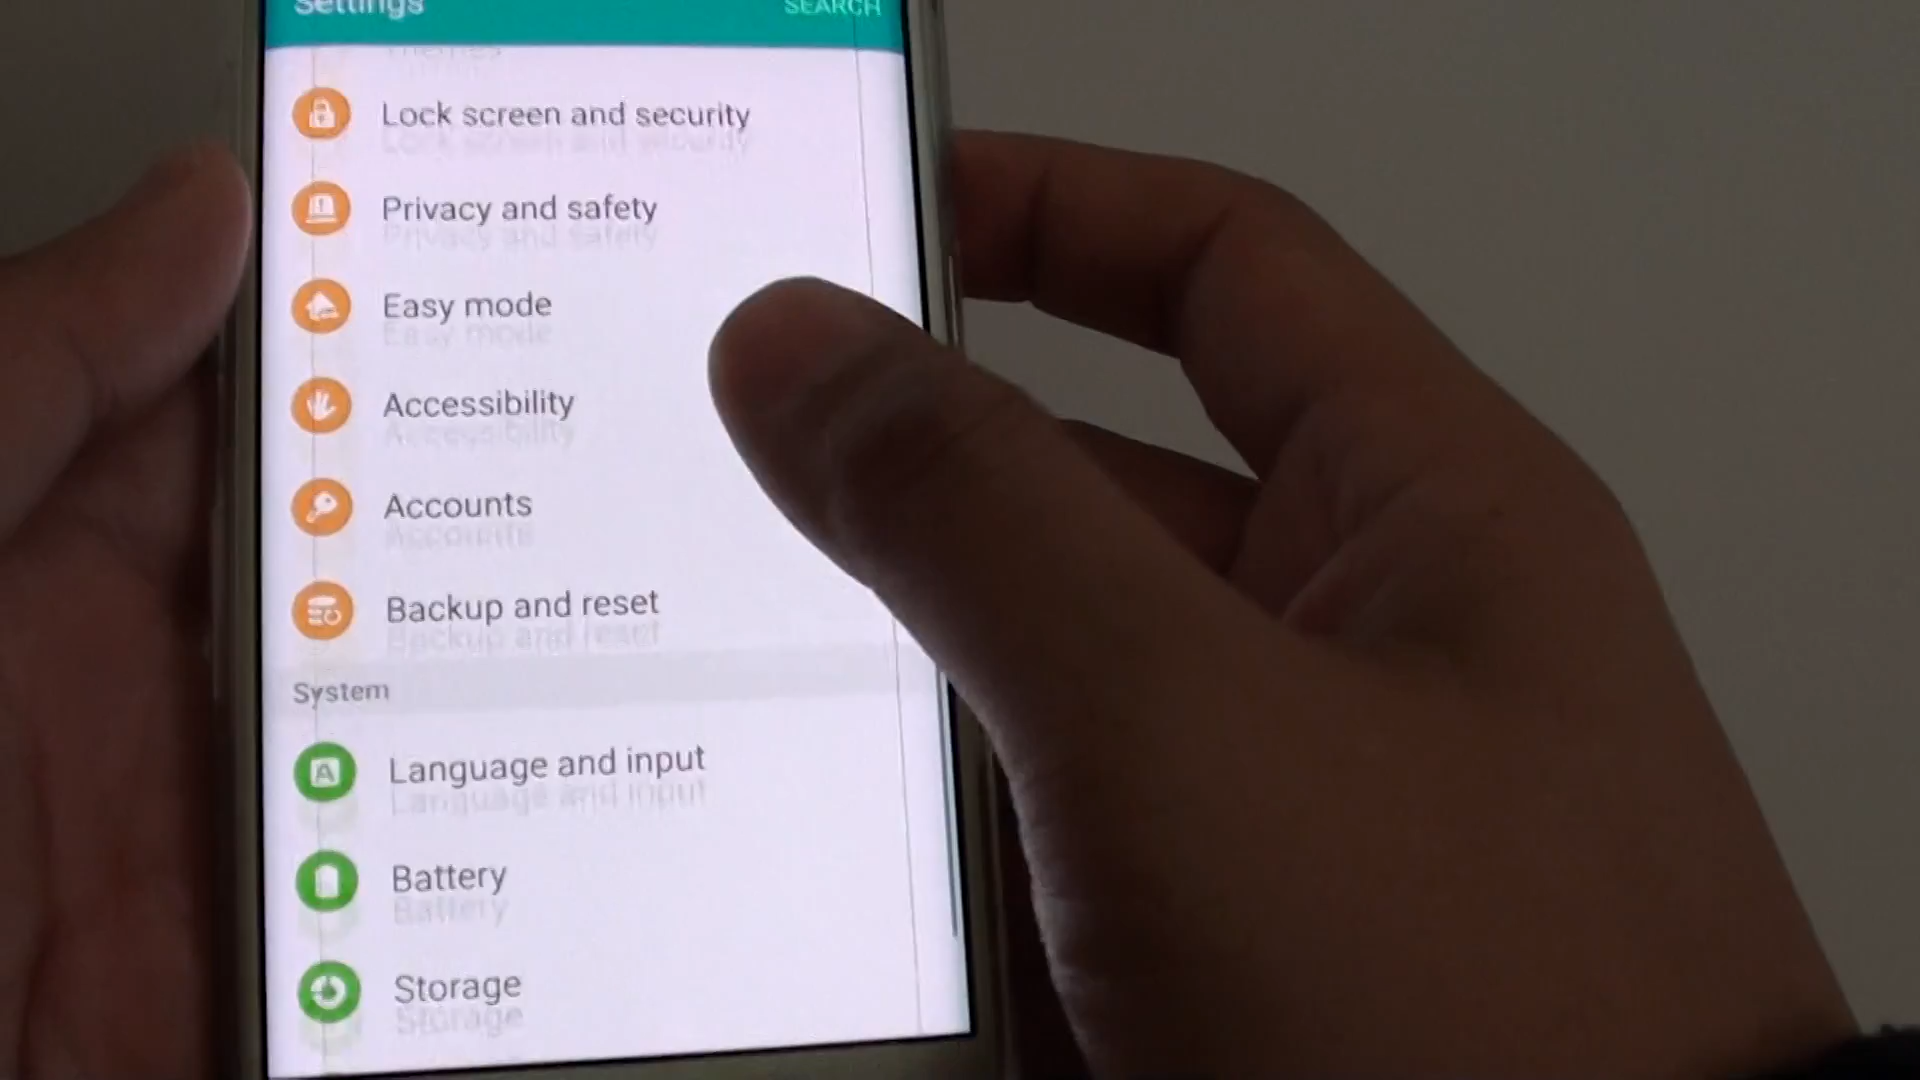 Settings SEARCH
Themes
Lock screen and security
Privacy and safety
Easy mode
Accessibility
Accounts
Backup and reset
System
Language and input
Battery
Storage